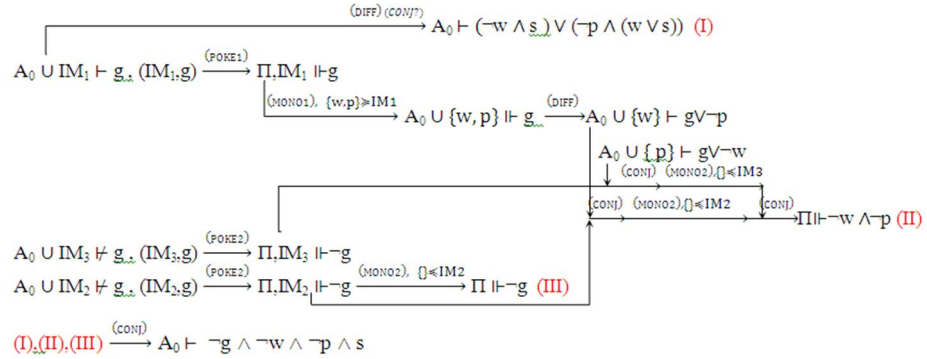 (DIFF) (CONJ?) A₀ ⊢ (¬w ∧ s ) ∨ (¬p ∧ (w ∨ s)) (I)
A₀ ∪ IM₁ ⊢ g , (IM₁,g) (POKE1) Π,IM₁ ⊩g
(MONO1), {w,p}≽IM1 A₀ ∪ {w, p} ⊩ g (DIFF) A₀ ∪ {w} ⊢ g∨¬p
A₀ ∪ { p} ⊢ g∨¬w
(CONJ) (MONO2),{}≼IM3
(CONJ) (MONO2),{}≼IM2 (CONJ) Π⊩¬w ∧¬p (II)
A₀ ∪ IM₃ ⊬ g , (IM₃,g) (POKE2) Π,IM₃ ⊩¬g
A₀ ∪ IM₂ ⊬ g , (IM₂,g) (POKE2) Π,IM₂ ⊩¬g (MONO2), {}≼IM2 Π ⊩¬g (III)
(I),(II),(III) (CONJ) A₀ ⊢ ¬g ∧ ¬w ∧ ¬p ∧ s